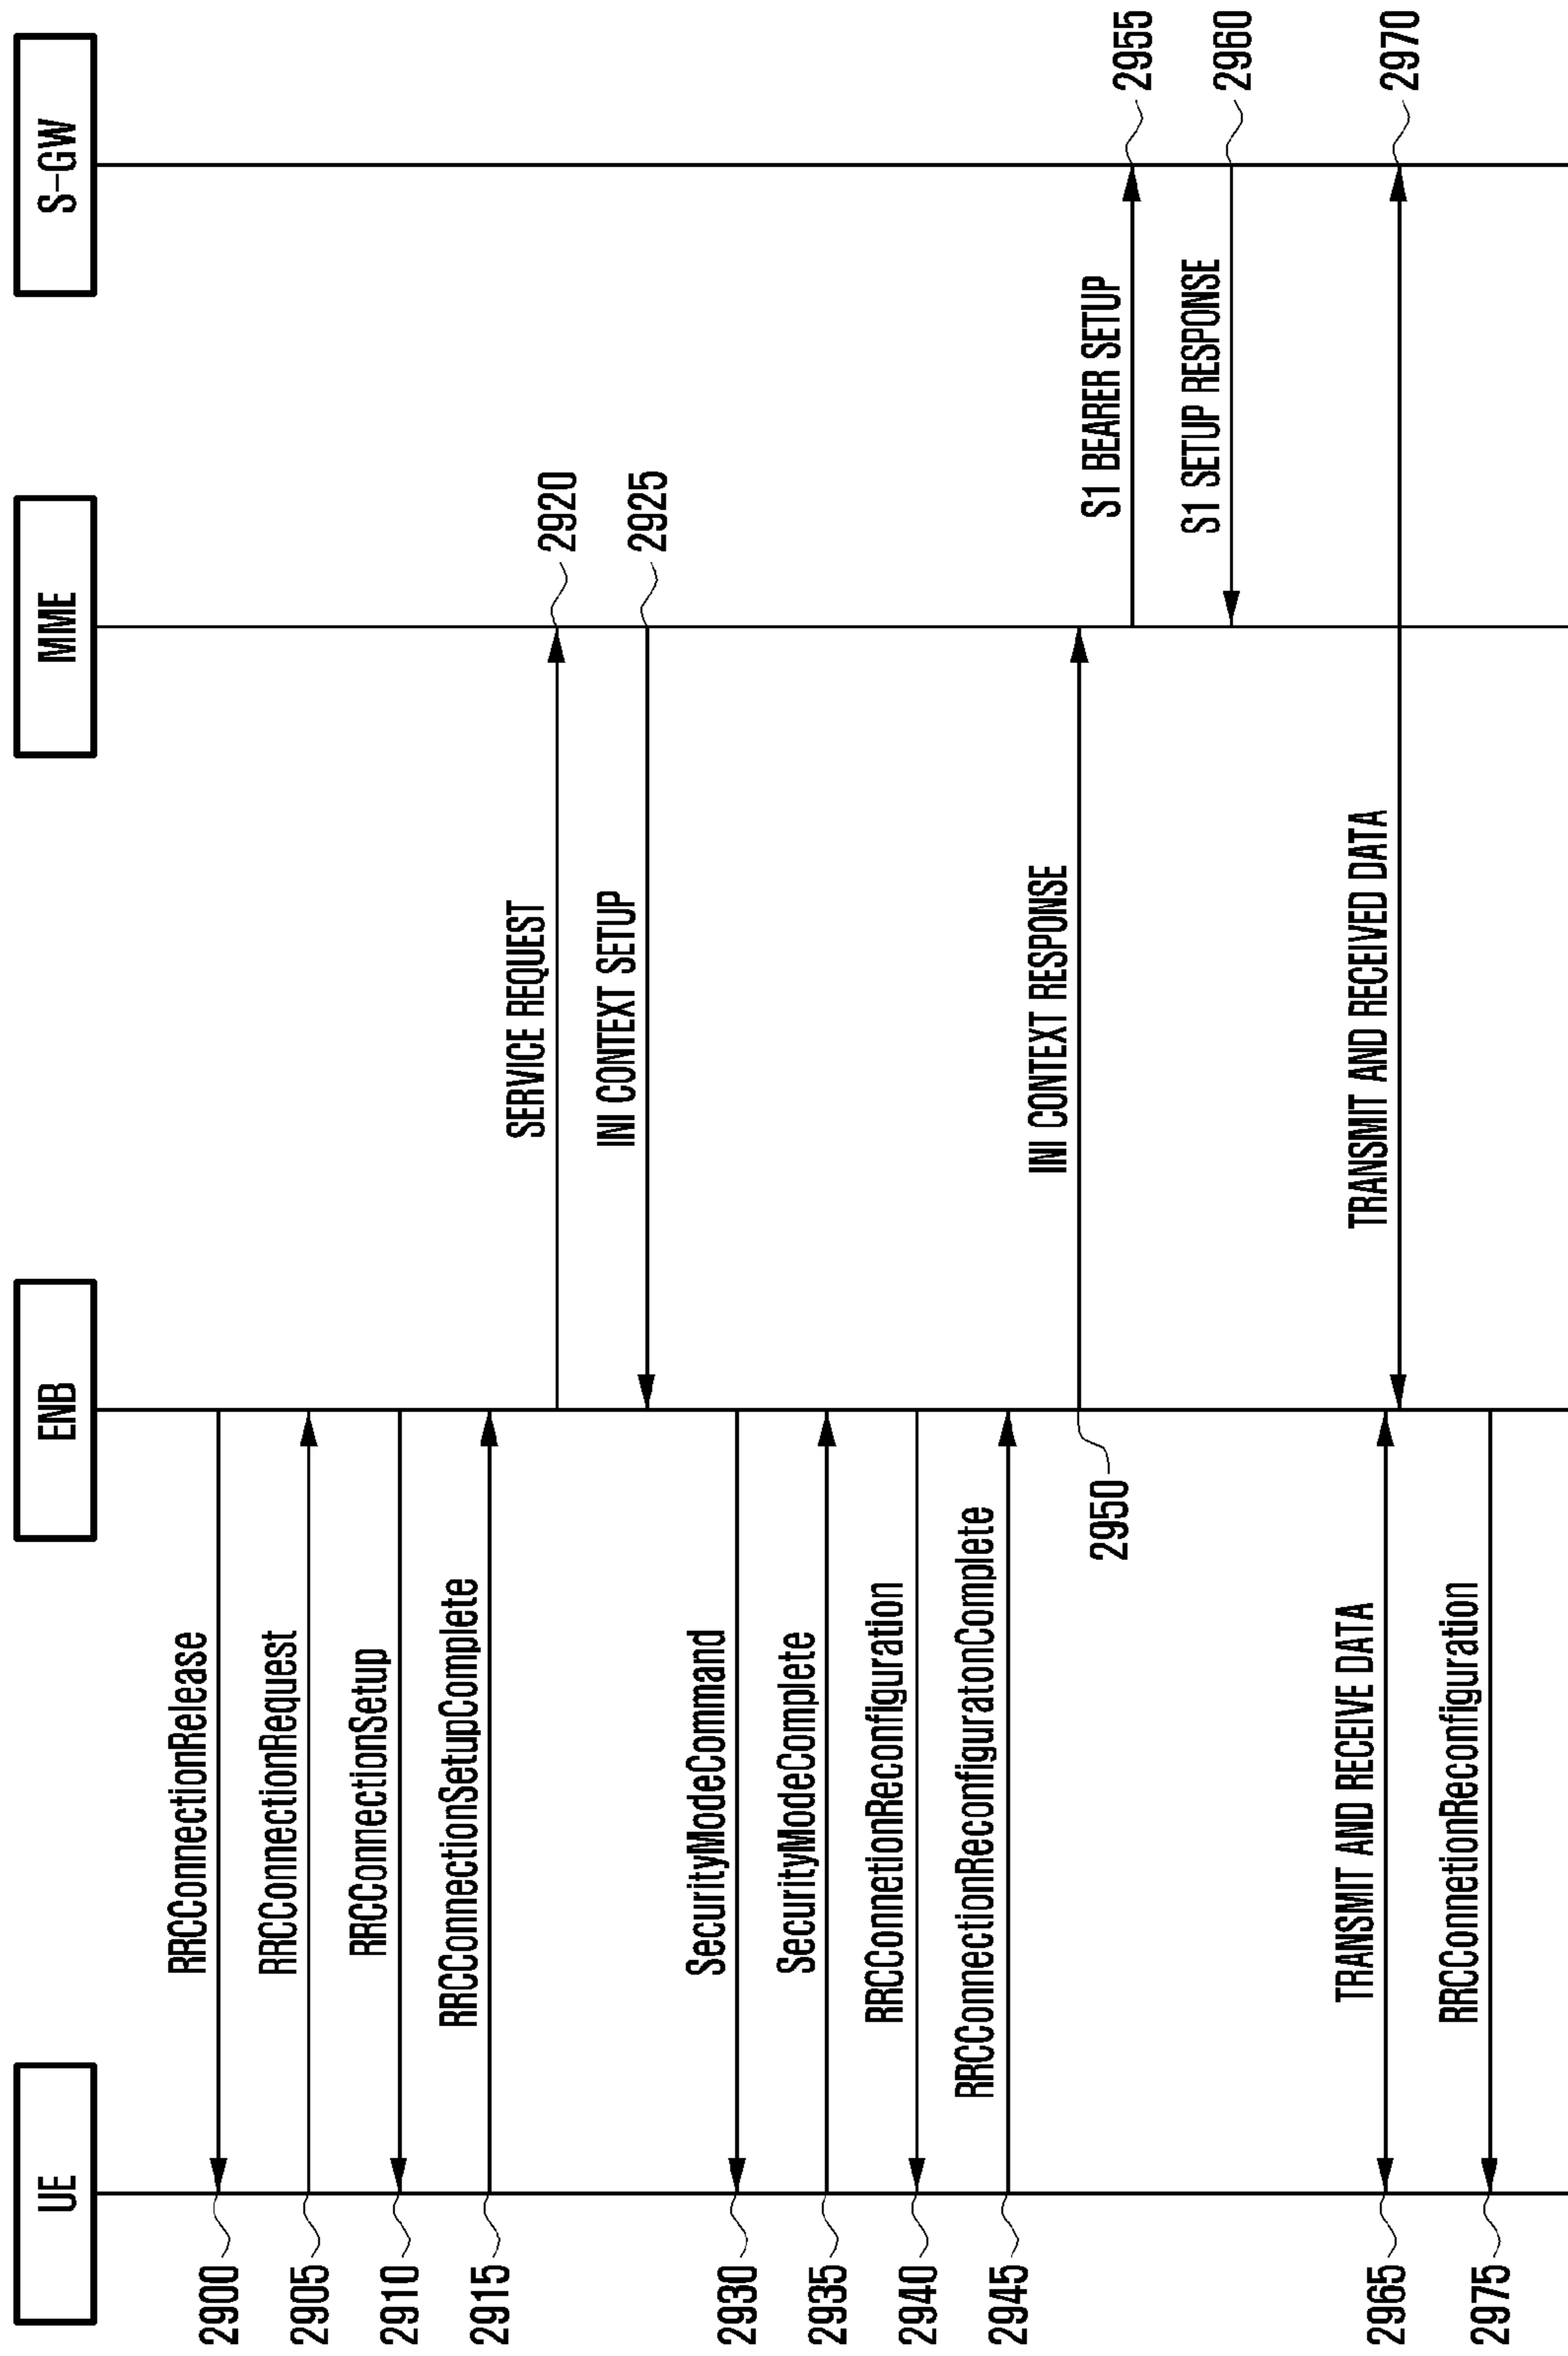 UE
ENB
MME
S-GW
2900
RRCConnectionRelease
2905
RRCConnectionRequest
2910
RRCConnectionSetup
2915
RRCConnectionSetupComplete
SERVICE REQUEST
2920
INI CONTEXT SETUP
2925
2930
SecurityModeCommand
2935
SecurityModeComplete
2940
RRCConnetionReconfiguration
2945
RRCConnectionReconfiguratonComplete
2950
INI CONTEXT RESPONSE
S1 BEARER SETUP
2955
S1 SETUP RESPONSE
2960
2965
TRANSMIT AND RECEIVE DATA
TRANSMIT AND RECEIVED DATA
2970
2975
RRCConnetionReconfiguration